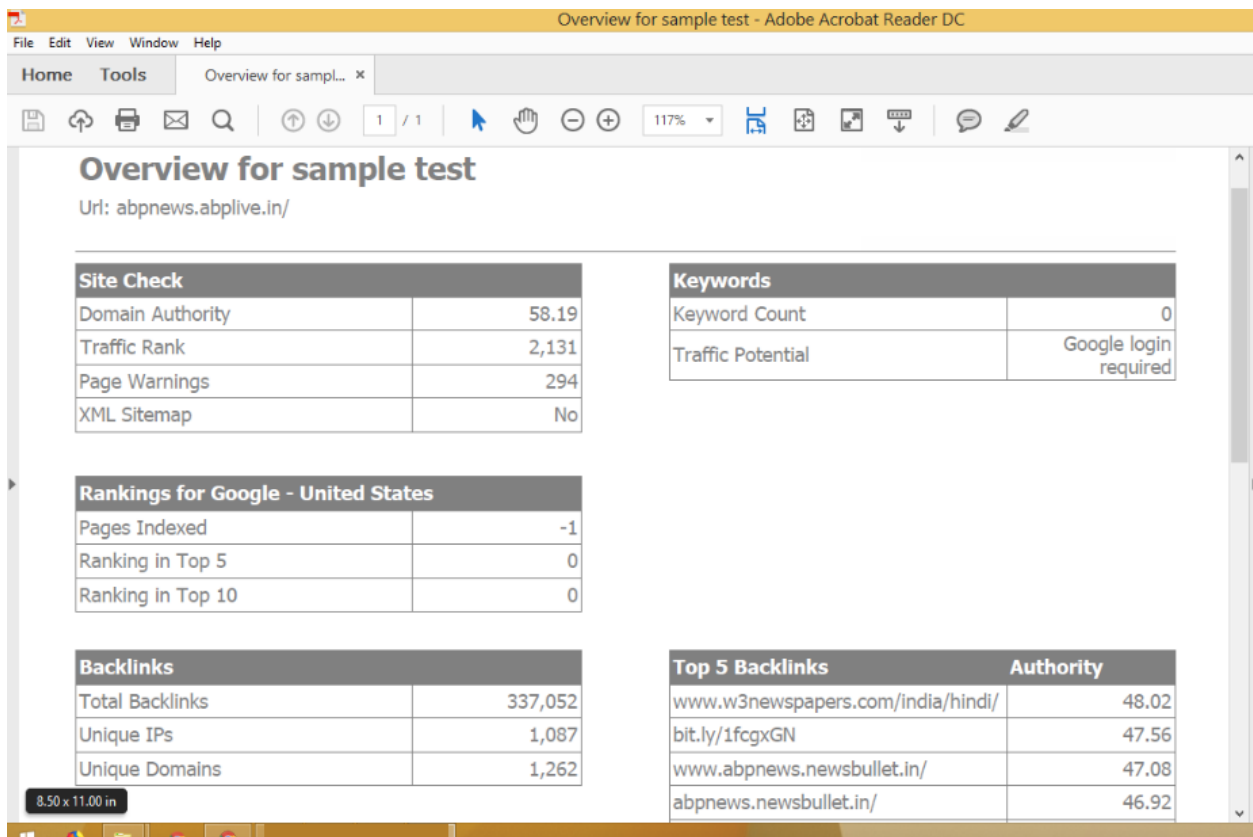 Overview for sample test - Adobe Acrobat Reader DC
File Edit View Window Help
Home Tools Overview for sampl... ×
1 / 1 117%
Overview for sample test
Url: abpnews.abplive.in/
Site Check
Domain Authority 58.19
Traffic Rank 2,131
Page Warnings 294
XML Sitemap No
Keywords
Keyword Count 0
Traffic Potential Google login
required
Rankings for Google - United States
Pages Indexed -1
Ranking in Top 5 0
Ranking in Top 10 0
Backlinks
Total Backlinks 337,052
Unique IPs 1,087
Unique Domains 1,262
Top 5 Backlinks Authority
www.w3newspapers.com/india/hindi/ 48.02
bit.ly/1fcgxGN 47.56
www.abpnews.newsbullet.in/ 47.08
abpnews.newsbullet.in/ 46.92
8.50 x 11.00 in